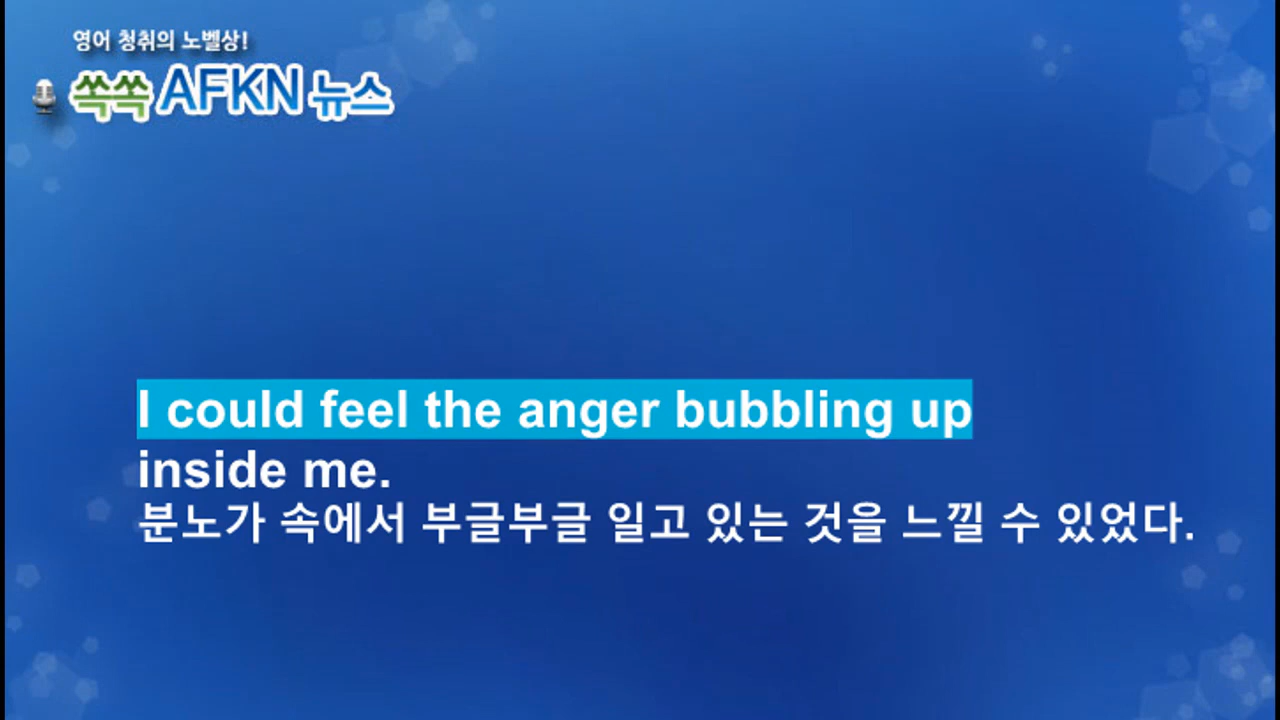 영어 청취의 노벨상!
쏙쏙 AFKN 뉴스
I could feel the anger bubbling up
inside me.
분노가 속에서 부글부글 일고 있는 것을 느낄 수 있었다.